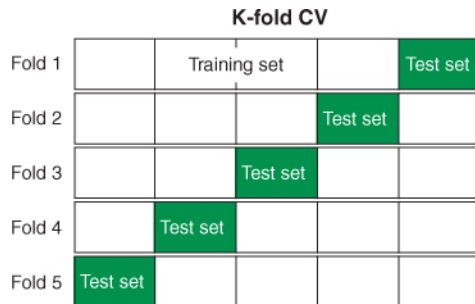 K-fold CV
Fold 1 Training set Test set
Fold 2 Test set
Fold 3 Test set
Fold 4 Test set
Fold 5 Test set